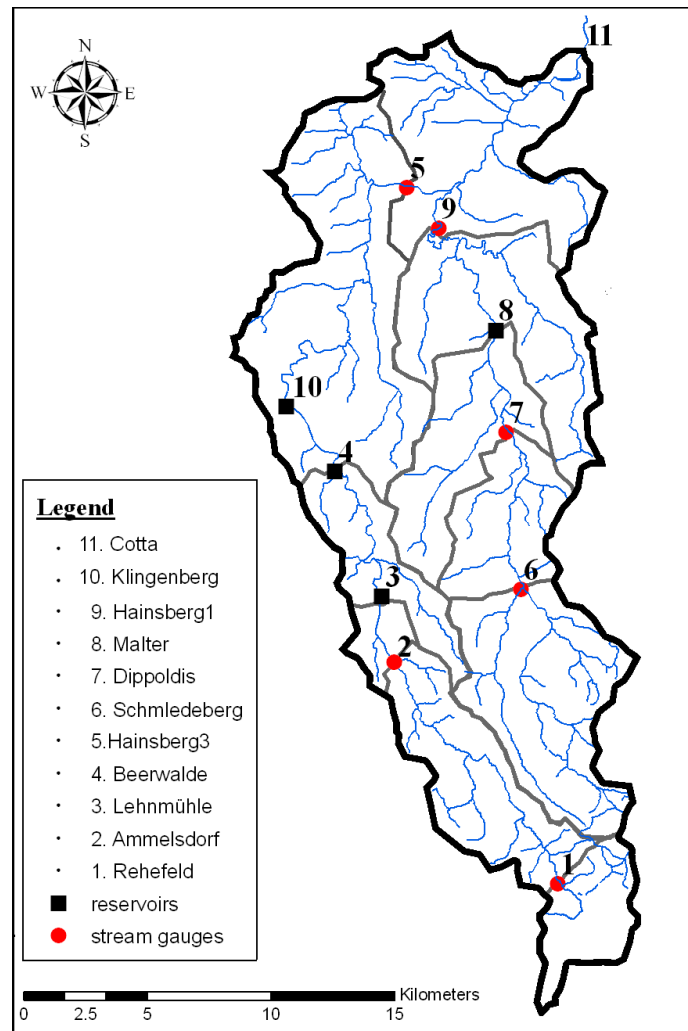 N
W E
S
11
5
9
8
10
7
4
3
6
2
1
Legend
11. Cotta
10. Klingenberg
9. Hainsberg1
8. Malter
7. Dippoldis
6. Schmledeberg
5.Hainsberg3
4. Beerwalde
3. Lehnmühle
2. Ammelsdorf
1. Rehefeld
reservoirs
stream gauges
Kilometers
0 2.5 5 10 15